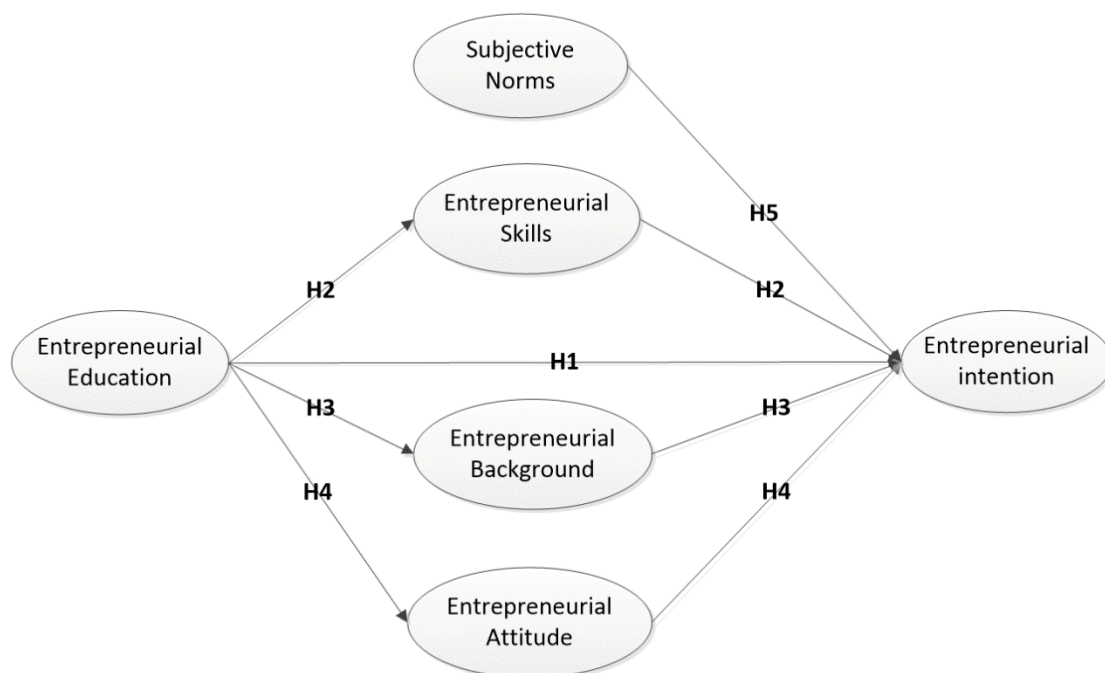 Subjective
Norms
Entrepreneurial
Skills
H5
H2
H2
Entrepreneurial
Education
H1
Entrepreneurial
intention
H3
H3
Entrepreneurial
Background
H4
H4
Entrepreneurial
Attitude